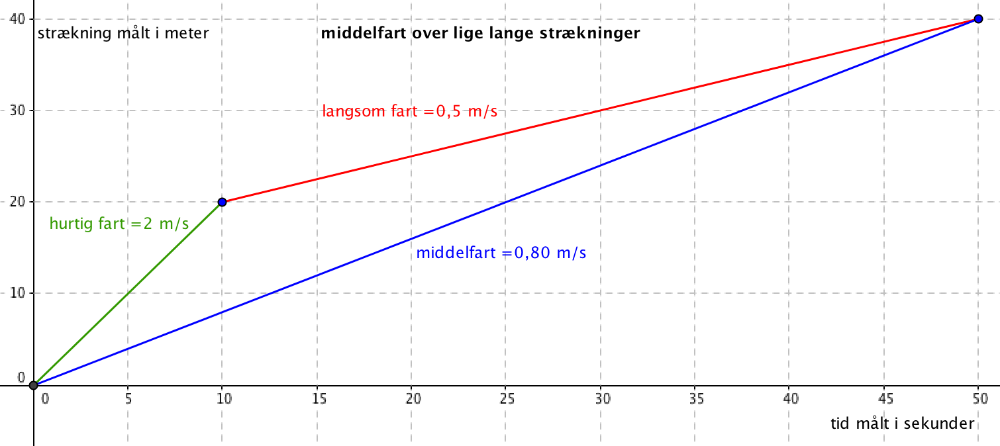 40
strækning målt i meter
middelfart over lige lange strækninger
30
langsom fart =0,5 m/s
20
hurtig fart =2 m/s
middelfart =0,80 m/s
10
0
0 5 10 15 20 25 30 35 40 45 50
tid målt i sekunder